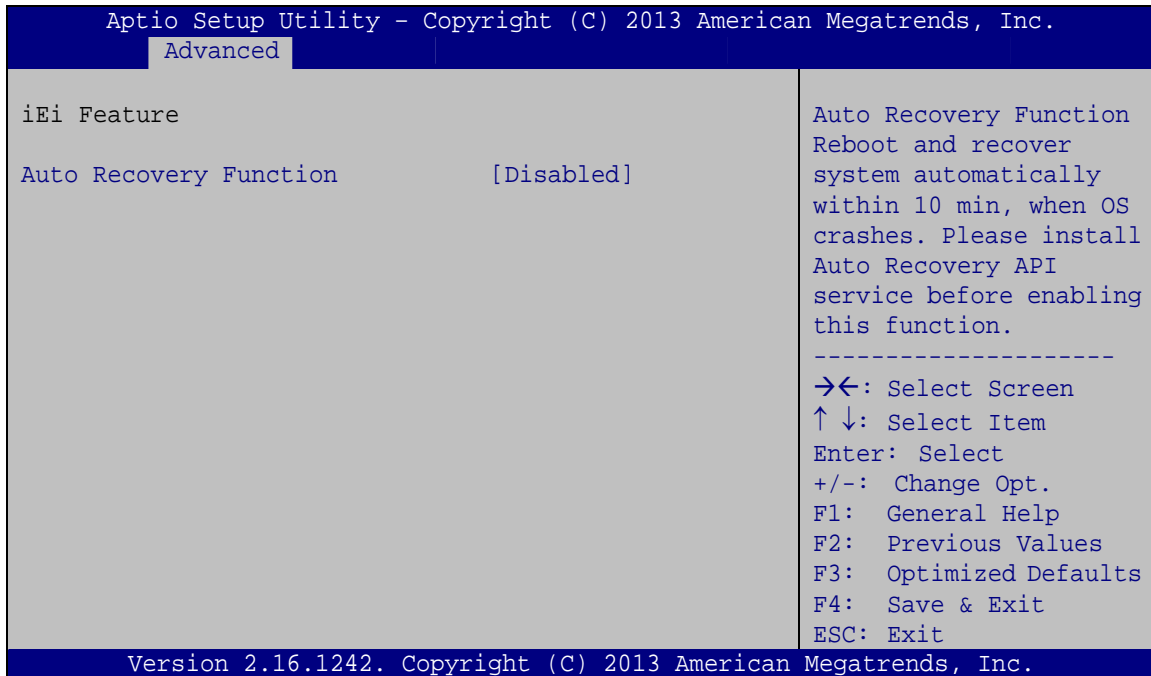 Aptio Setup Utility – Copyright (C) 2013 American Megatrends, Inc.
Advanced
iEi Feature
Auto Recovery Function [Disabled]
Auto Recovery Function
Reboot and recover
system automatically
within 10 min, when OS
crashes. Please install
Auto Recovery API
service before enabling
this function.
---------------------
→←: Select Screen
↑ ↓: Select Item
Enter: Select
+/-: Change Opt.
F1: General Help
F2: Previous Values
F3: Optimized Defaults
F4: Save & Exit
ESC: Exit
Version 2.16.1242. Copyright (C) 2013 American Megatrends, Inc.